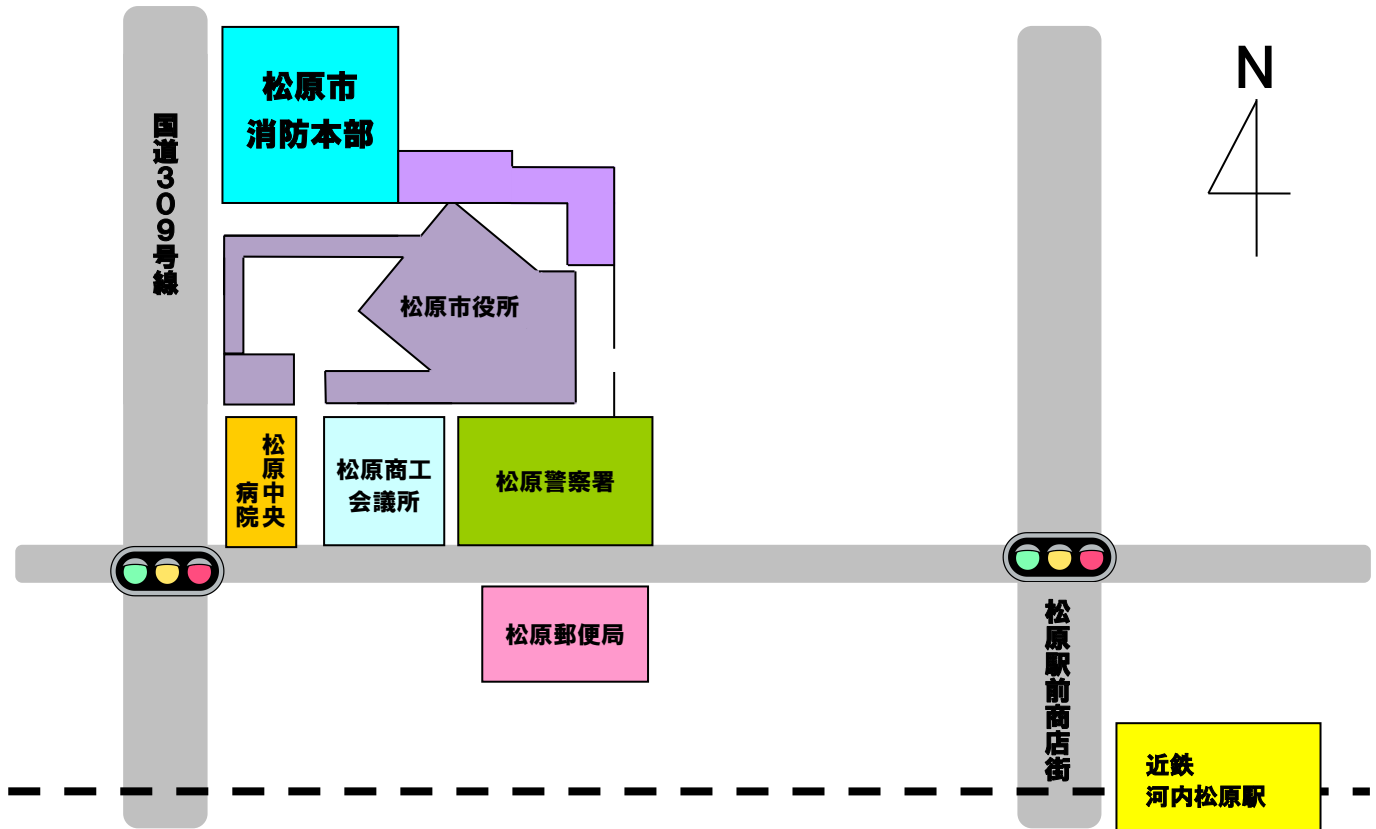 N
松原市
消防本部
国道309号線
松原市役所
松原中央
病院
松原商工
会議所
松原警察署
松原郵便局
松原駅前商店街
近鉄
河内松原駅